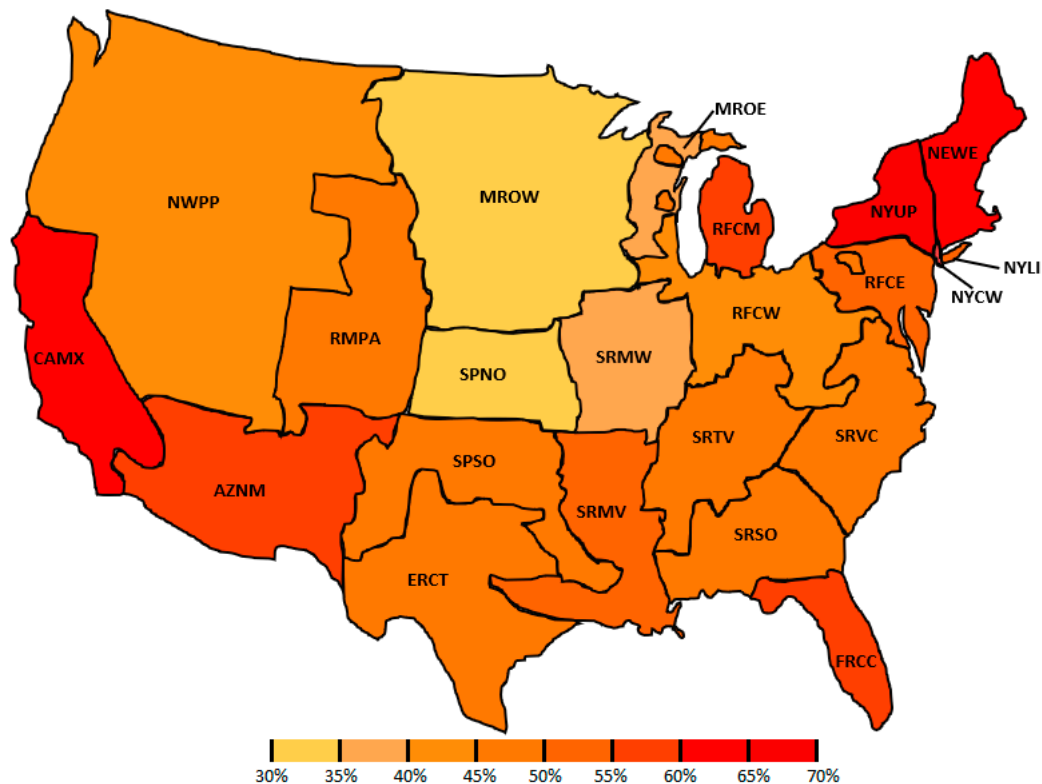 MROE
NEWE
NWPP
MROW
NYUP
RFCM
NYLI
RFCE
NYCW
RFCW
RMPA
CAMX
SRMW
SPNO
SRTV
SRVC
SPSO
AZNM
SRMV
SRSO
ERCT
FRCC
30% 35% 40% 45% 50% 55% 60% 65% 70%